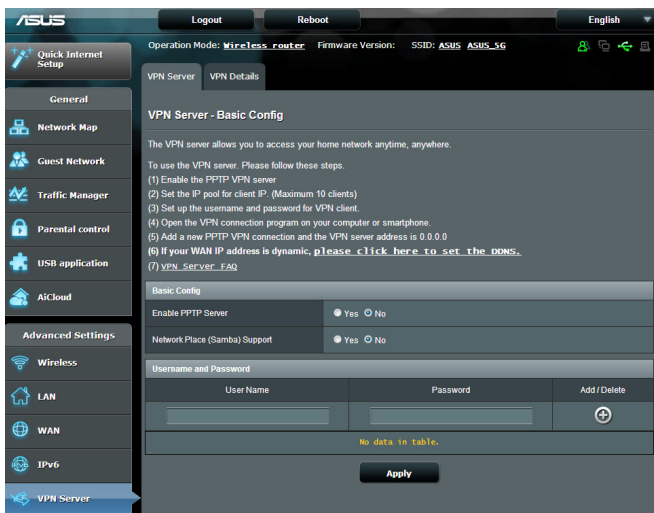 ASUS
Logout
Reboot
English
Quick Internet
Setup
Operation Mode: Wireless router Firmware Version: SSID: ASUS ASUS_5G
VPN Server
VPN Details
General
Network Map
Guest Network
Traffic Manager
Parental control
USB application
AiCloud
Advanced Settings
Wireless
LAN
WAN
IPv6
VPN Server
VPN Server - Basic Config
The VPN server allows you to access your home network anytime, anywhere.
To use the VPN server. Please follow these steps.
(1) Enable the PPTP VPN server
(2) Set the IP pool for client IP. (Maximum 10 clients)
(3) Set up the username and password for VPN client.
(4) Open the VPN connection program on your computer or smartphone.
(5) Add a new PPTP VPN connection and the VPN server address is 0.0.0.0
(6) If your WAN IP address is dynamic, please click here to set the DDNS.
(7) VPN Server FAQ
Basic Config
Enable PPTP Server Yes No
Network Place (Samba) Support Yes No
Username and Password
User Name Password Add / Delete
No data in table.
Apply